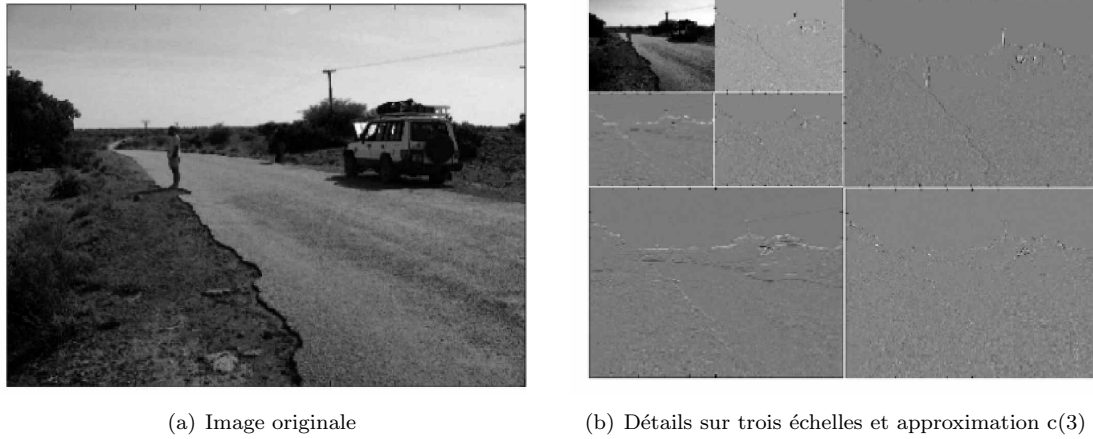 (a) Image originale
(b) Détails sur trois échelles et approximation c(3)